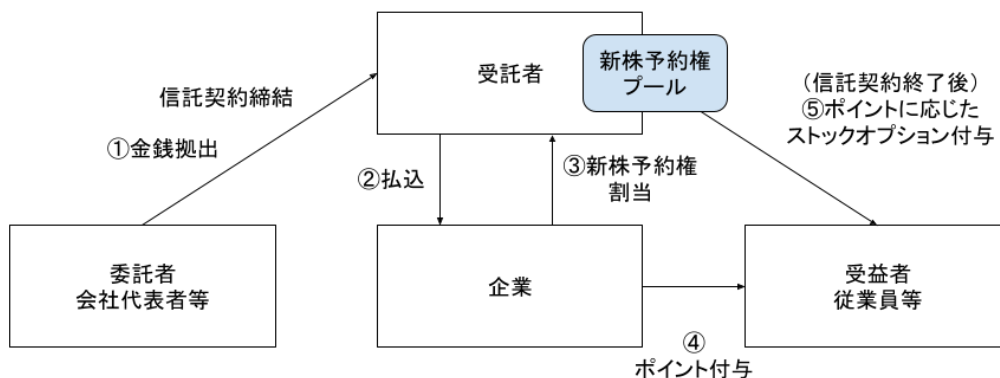 受託者
新株予約権
プール
信託契約締結
①金銭拠出
(信託契約終了後)
⑤ポイントに応じた
ストックオプション付与
②払込
③新株予約権
割当
委託者
会社代表者等
企業
受益者
従業員等
④
ポイント付与